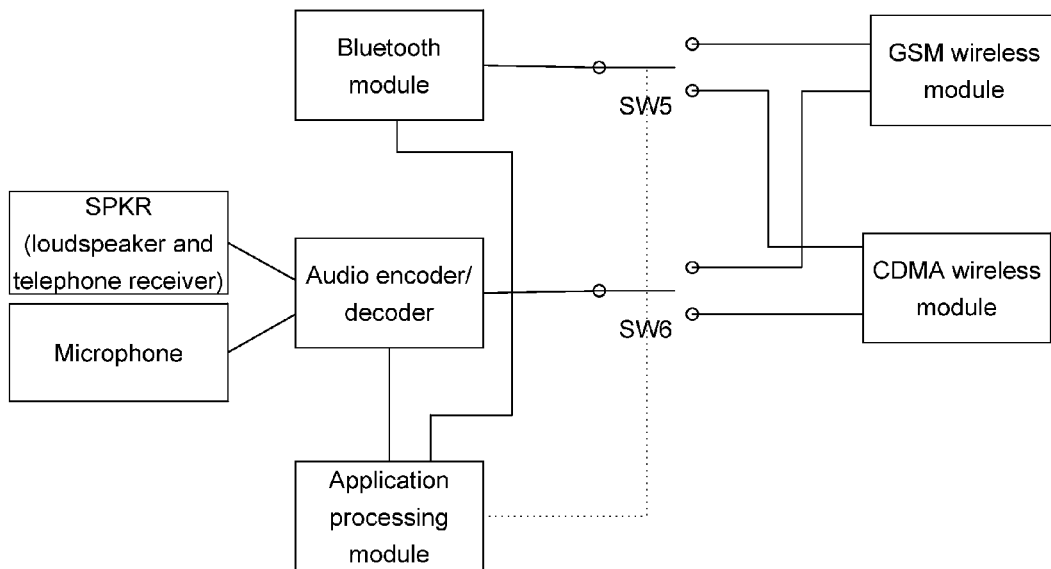 Bluetooth
module
GSM wireless
module
SW5
SPKR
(loudspeaker and
telephone receiver)
Audio encoder/
decoder
CDMA wireless
module
SW6
Microphone
Application
processing
module